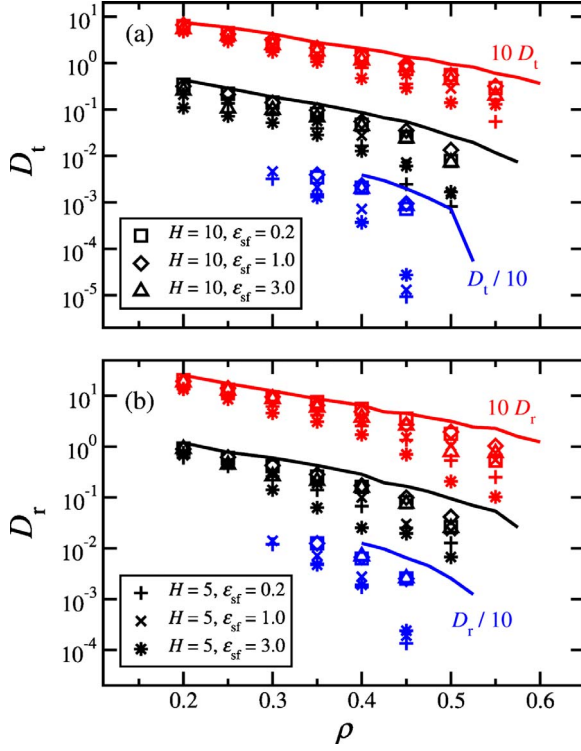 (a)
10 D_t
10^1
10^0
10^-1
10^-2
10^-3
10^-4
10^-5
D_t
H = 10, ε_sf = 0.2
H = 10, ε_sf = 1.0
H = 10, ε_sf = 3.0
D_t / 10
(b)
10 D_r
10^1
10^0
10^-1
10^-2
10^-3
10^-4
D_r
H = 5, ε_sf = 0.2
H = 5, ε_sf = 1.0
H = 5, ε_sf = 3.0
D_r / 10
0.2 0.3 0.4 0.5 0.6
ρ